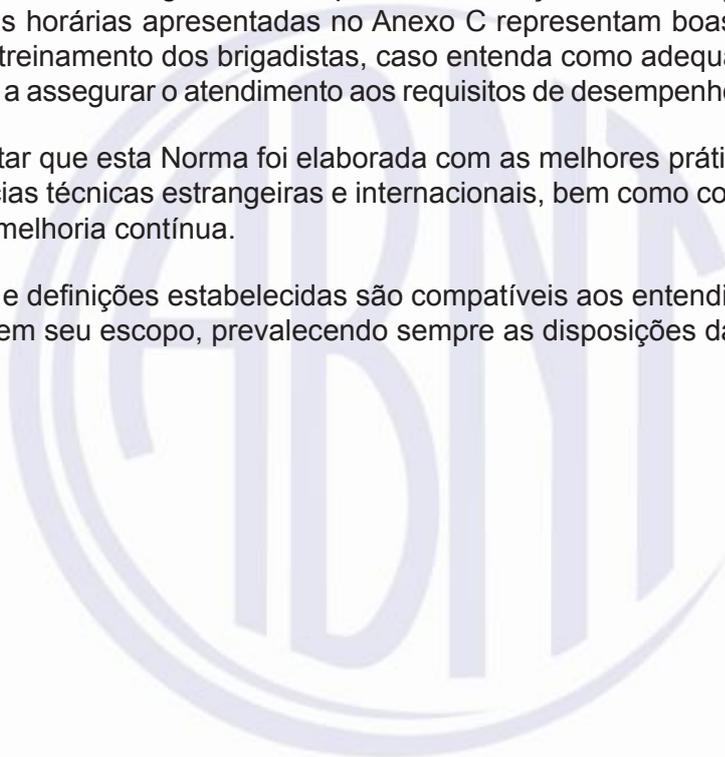 s horárias apresentadas no Anexo C representam boas
treinamento dos brigadistas, caso entenda como adequa
a assegurar o atendimento aos requisitos de desempenho
tar que esta Norma foi elaborada com as melhores práti
ias técnicas estrangeiras e internacionais, bem como co
melhoria contínua.
e definições estabelecidas são compatíveis aos entendi
em seu escopo, prevalecendo sempre as disposições da
ABNT